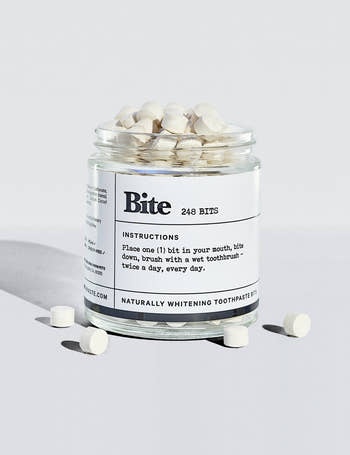 Bite 248 BITS
INSTRUCTIONS
Place one (1) bit in your mouth, bite
down, brush with a wet toothbrush –
twice a day, every day.
NATURALLY WHITENING TOOTHPASTE BITS